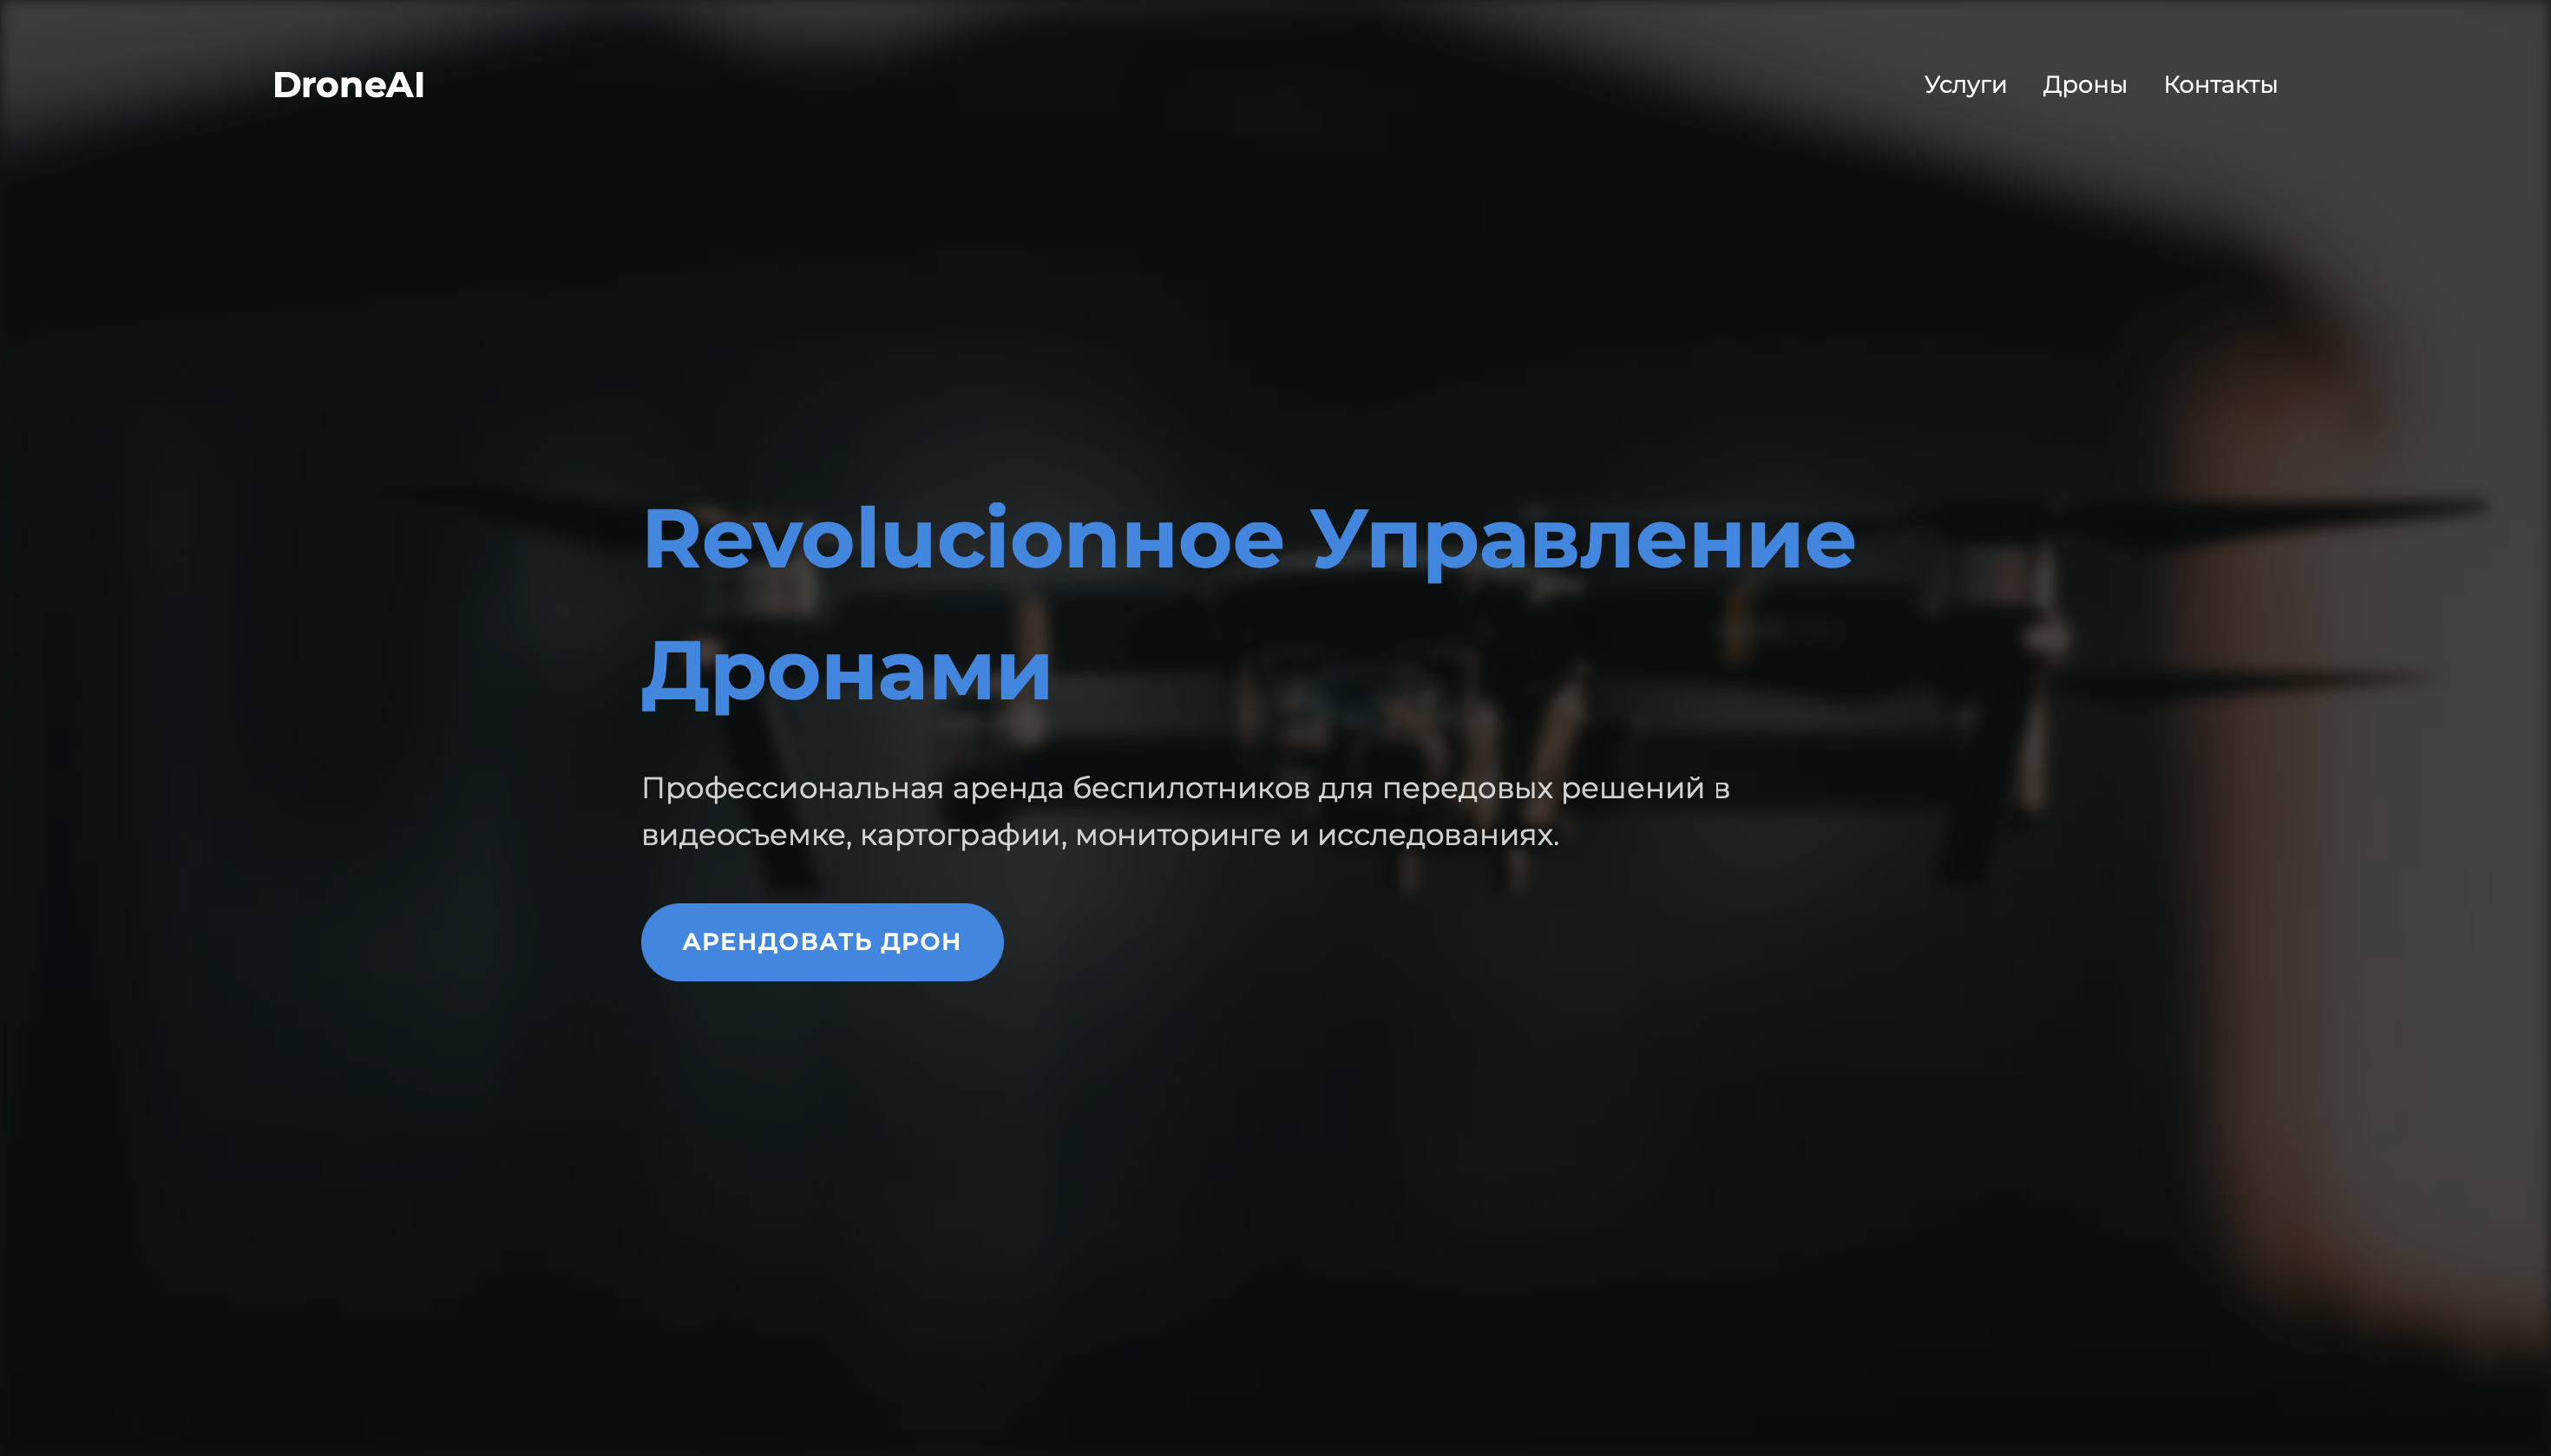 DroneAI
Услуги Дроны Контакты
Revolucionное Управление
Дронами
Профессиональная аренда беспилотников для передовых решений в
видеосъемке, картографии, мониторинге и исследованиях.
АРЕНДОВАТЬ ДРОН